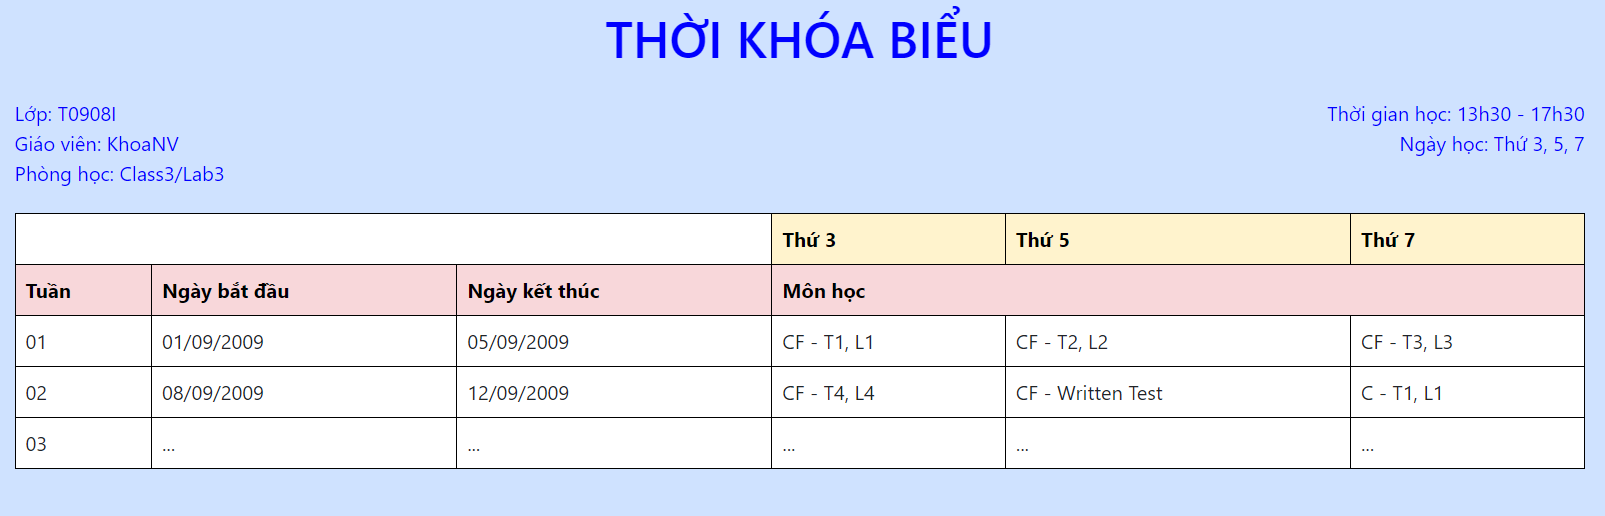 THỜI KHÓA BIỂU
Lớp: T0908I
Thời gian học: 13h30 - 17h30
Giáo viên: KhoaNV
Ngày học: Thứ 3, 5, 7
Phòng học: Class3/Lab3
Thứ 3 Thứ 5 Thứ 7
Tuần Ngày bắt đầu Ngày kết thúc Môn học
01 01/09/2009 05/09/2009 CF - T1, L1 CF - T2, L2 CF - T3, L3
02 08/09/2009 12/09/2009 CF - T4, L4 CF - Written Test C - T1, L1
03 ... ... ... ... ...